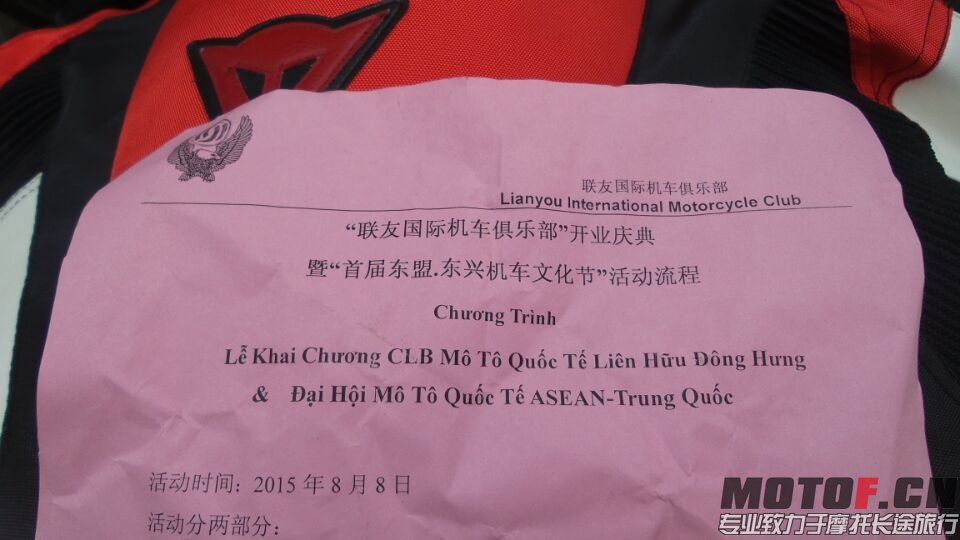 联友国际机车俱乐部
Lianyou International Motorcycle Club
“联友国际机车俱乐部”开业庆典
暨“首届东盟.东兴机车文化节”活动流程
Chương Trình
Lễ Khai Chương CLB Mô Tô Quốc Tế Liên Hữu Đông Hưng
& Đại Hội Mô Tô Quốc Tế ASEAN-Trung Quốc
活动时间：2015 年 8 月 8 日
活动分两部分：
MOTOF.CN
专业致力于摩托长途旅行